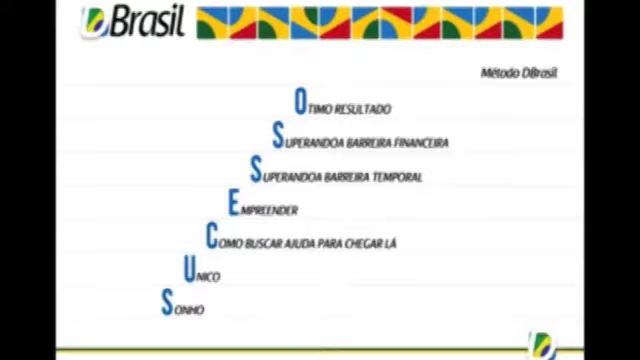 DBrasil
Método DBrasil
OTIMO RESULTADO
SUPERANDOA BARREIRA FINANCEIRA
SUPERANDOA BARREIRA TEMPORAL
EMPREENDER
COMO BUSCAR AJUDA PARA CHEGAR LÁ
UNICO
SONHO
D